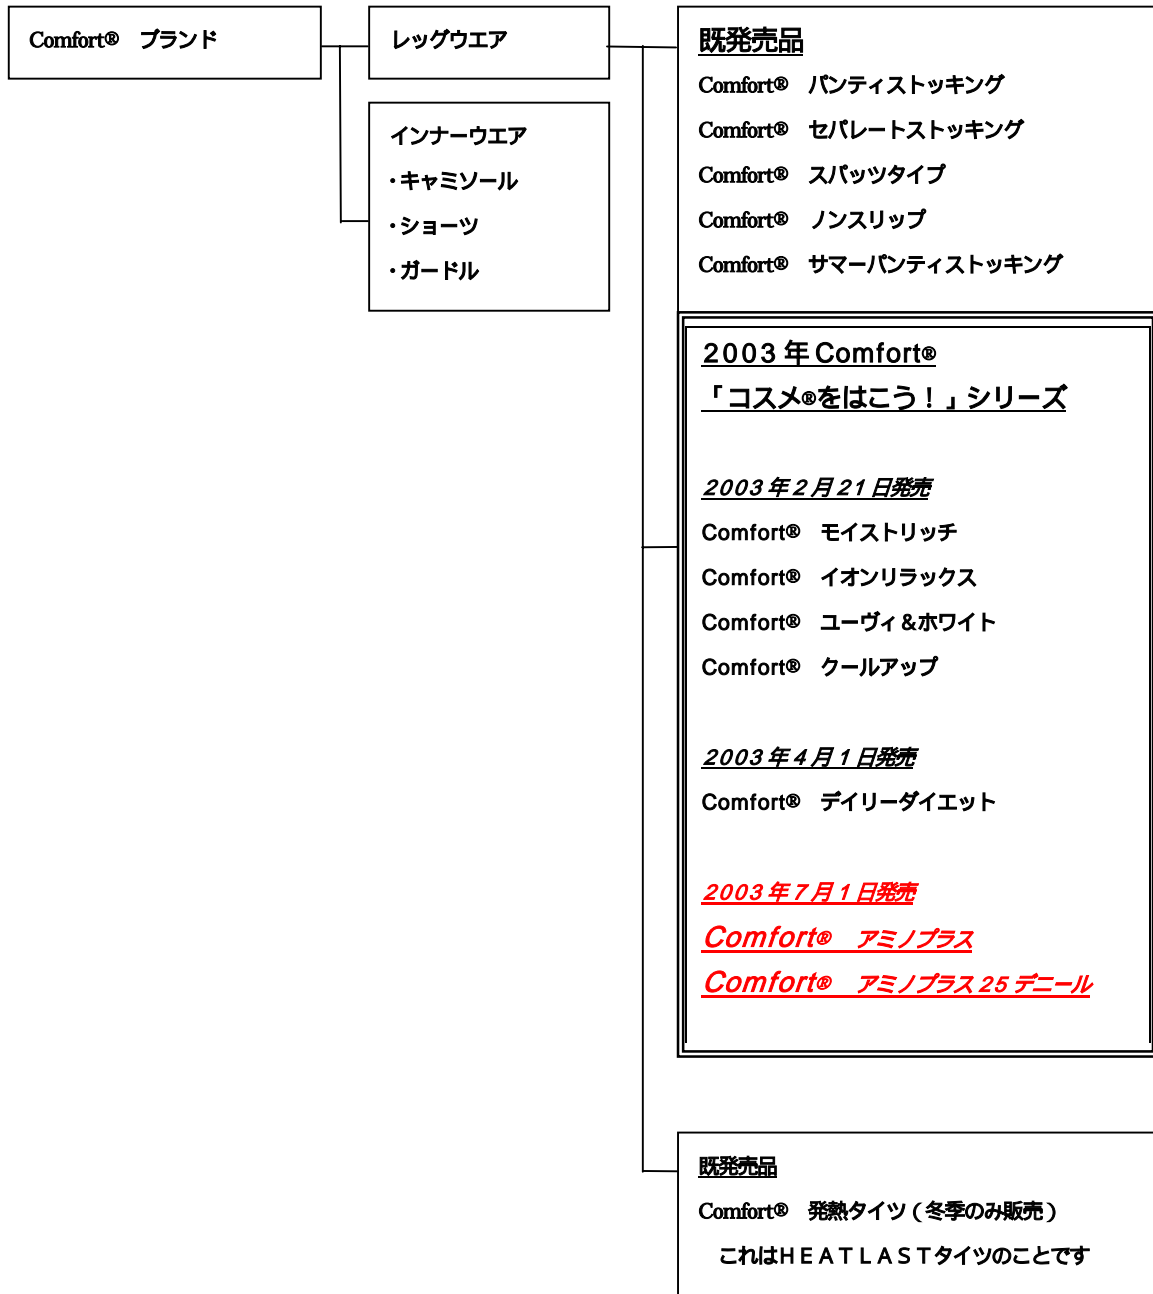 Comfort®　ブランド
レッグウエア
インナーウエア
・キャミソール
・ショーツ
・ガードル
既発売品
Comfort®　パンティストッキング
Comfort®　セパレートストッキング
Comfort®　スパッツタイプ
Comfort®　ノンスリップ
Comfort®　サマーパンティストッキング
２００３年 Comfort®
「コスメ®をはこう！」シリーズ
２００３年２月２１日発売
Comfort®　モイストリッチ
Comfort®　イオンリラックス
Comfort®　ユーヴィ＆ホワイト
Comfort®　クールアップ
２００３年４月１日発売
Comfort®　デイリーダイエット
２００３年７月１日発売
Comfort®　アミノプラス
Comfort®　アミノプラス２５デニール
既発売品
Comfort®　発熱タイツ（冬季のみ販売）
これはＨＥＡＴＬＡＳＴタイツのことです